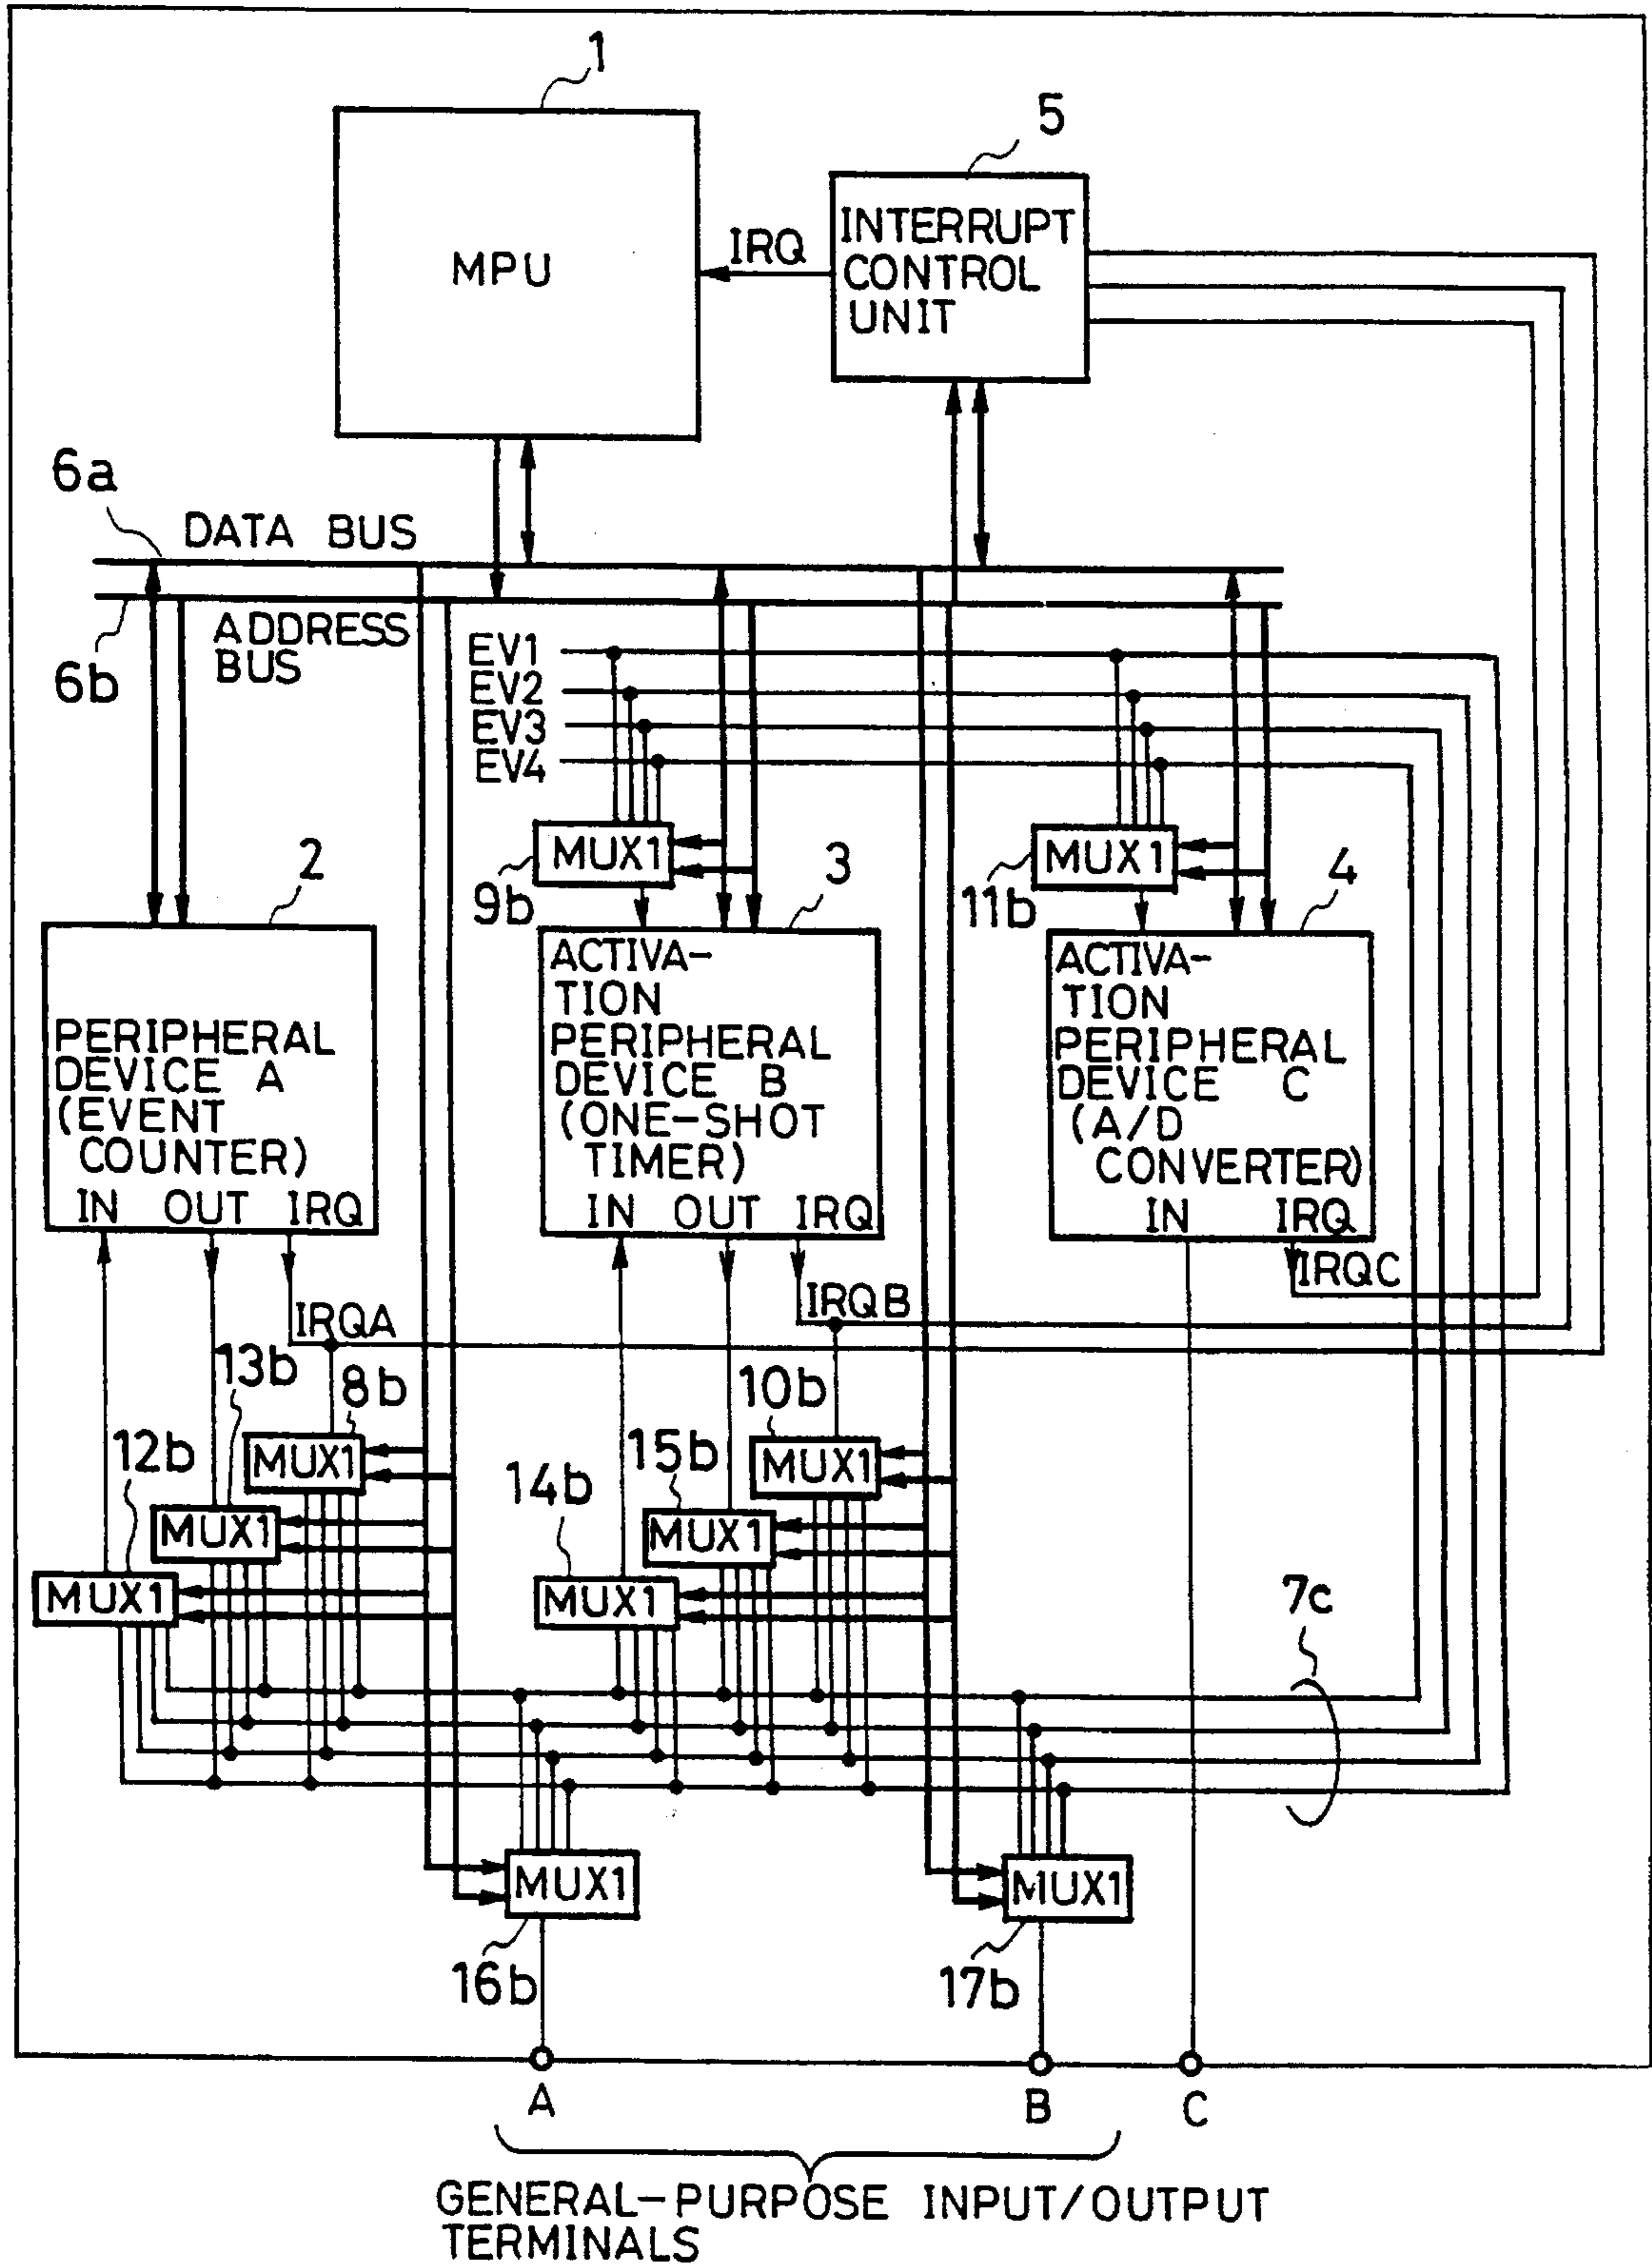 1
5
MPU
IRQ
INTERRUPT
CONTROL
UNIT
6a
DATA BUS
ADDRESS
BUS
6b
EV1
EV2
EV3
EV4
MUX1
9b
MUX1
11b
2
3
4
PERIPHERAL
DEVICE A
(EVENT
COUNTER)
IN OUT IRQ
ACTIVA-
TION
PERIPHERAL
DEVICE B
(ONE-SHOT
TIMER)
IN OUT IRQ
ACTIVA-
TION
PERIPHERAL
DEVICE C
(A/D
CONVERTER)
IN IRQ
IRQA
IRQB
IRQC
13b
8b
10b
12b
15b
14b
MUX1
MUX1
MUX1
MUX1
MUX1
MUX1
7c
MUX1
MUX1
16b
17b
A
B
C
GENERAL-PURPOSE INPUT/OUTPUT
TERMINALS